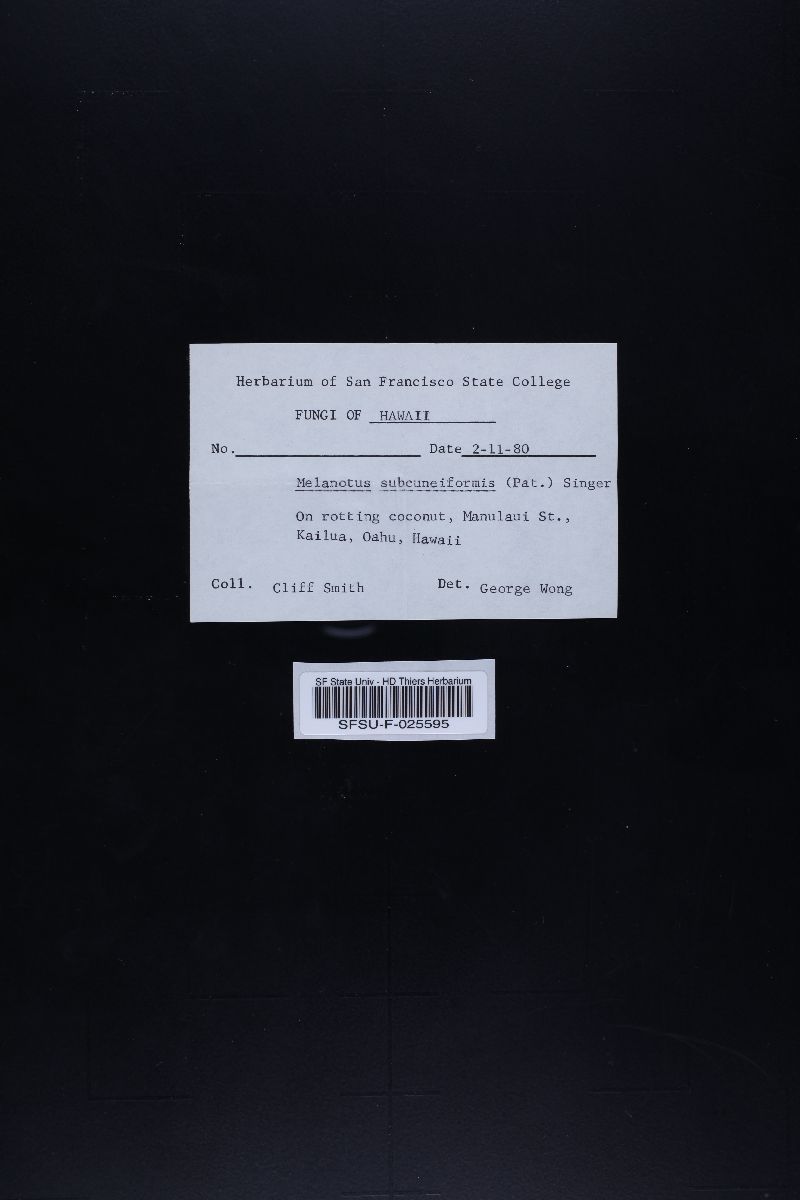 Herbarium of San Francisco State College
FUNGI OF HAWAII
No. Date 2-11-80
Melanotus subcuneiformis (Pat.) Singer
On rotting coconut, Manulaui St.,
Kailua, Oahu, Hawaii
Coll. Cliff Smith Det. George Wong
SF State Univ - HD Thiers Herbarium
SFSU-F-025595